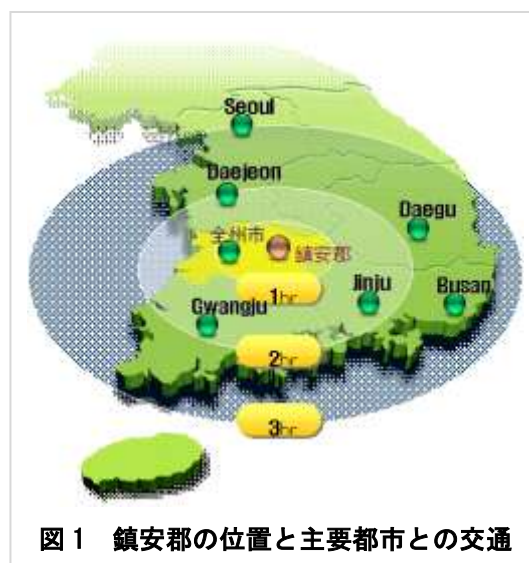 Seoul
Daejeon
Daegu
全州市
鎮安郡
1hr
Jinju
Busan
Gwangju
2hr
3hr
図1 鎮安郡の位置と主要都市との交通